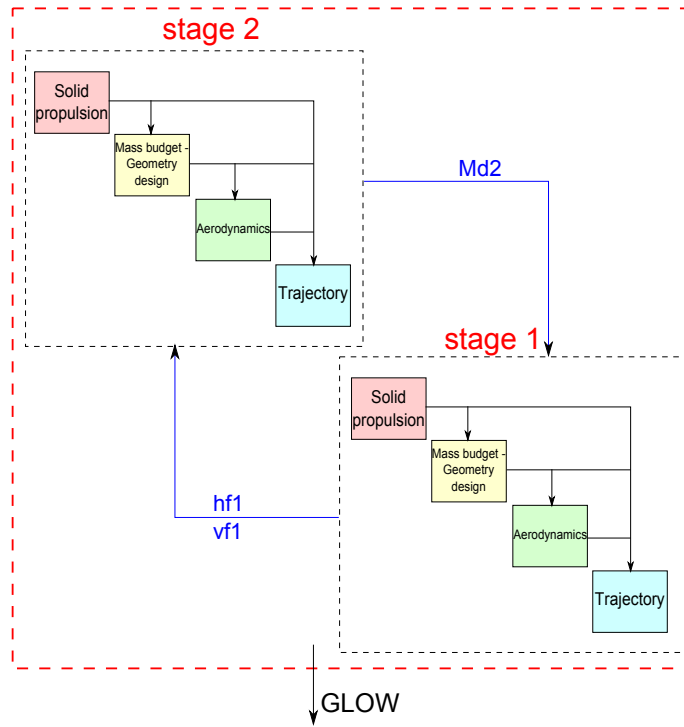 stage 2
Solid
propulsion
Mass budget -
Geometry
design
Aerodynamics
Trajectory
Md2
stage 1
Solid
propulsion
Mass budget -
Geometry
design
Aerodynamics
Trajectory
hf1
vf1
GLOW